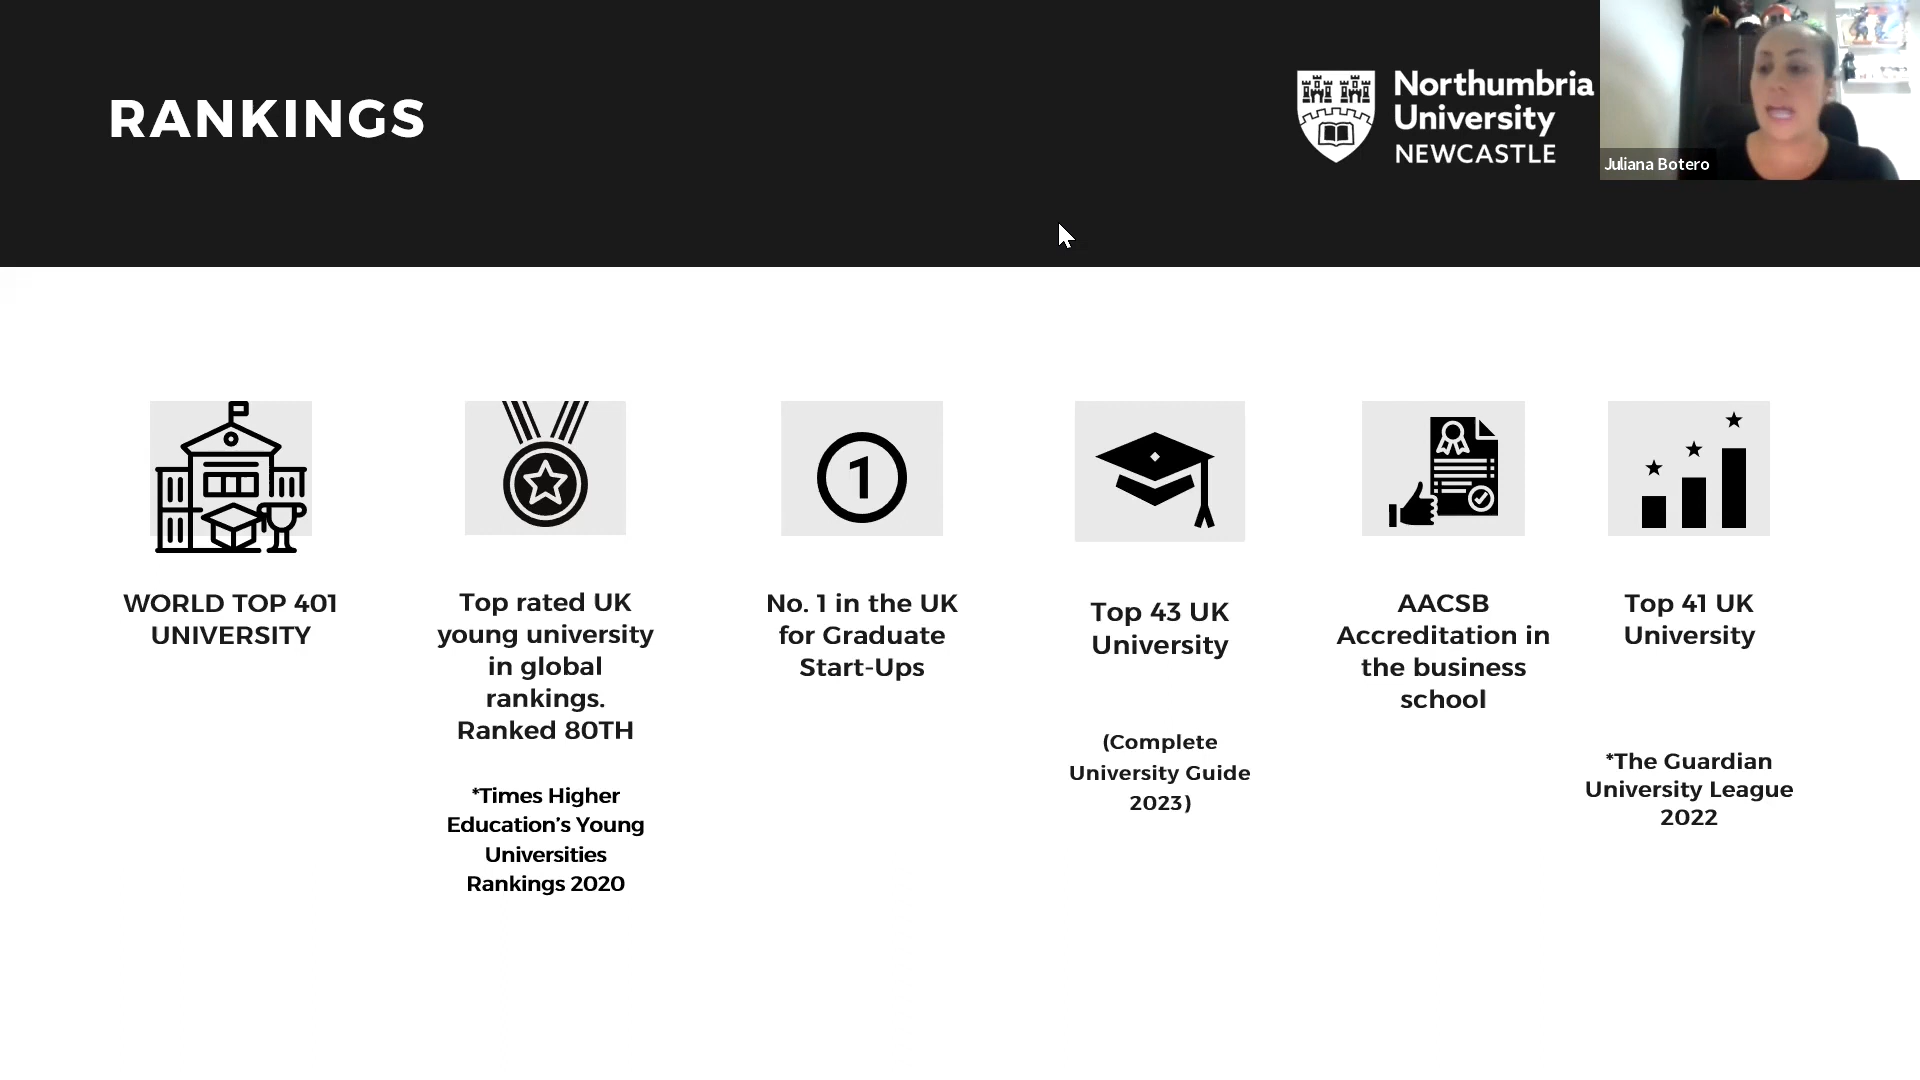 RANKINGS
Northumbria
University
NEWCASTLE
Juliana Botero
1
WORLD TOP 401
UNIVERSITY
Top rated UK
young university
in global
rankings.
Ranked 80TH
*Times Higher
Education’s Young
Universities
Rankings 2020
No. 1 in the UK
for Graduate
Start-Ups
Top 43 UK
University
(Complete
University Guide
2023)
AACSB
Accreditation in
the business
school
Top 41 UK
University
*The Guardian
University League
2022